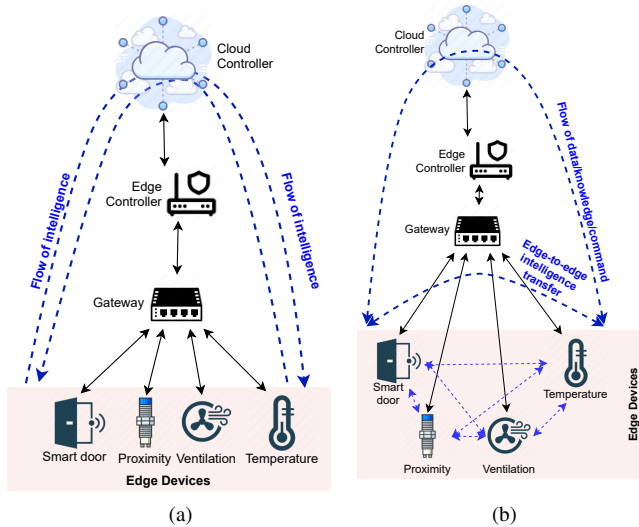 Cloud
Controller
Edge
Controller
Flow of intelligence
Flow of intelligence
Gateway
Smart door
Proximity
Ventilation
Temperature
Edge Devices
(a)
Cloud
Controller
Edge
Controller
Flow of data/knowledge/command
Gateway
Edge-to-edge
intelligence
transfer
Smart
door
Temperature
Proximity
Ventilation
Edge Devices
(b)